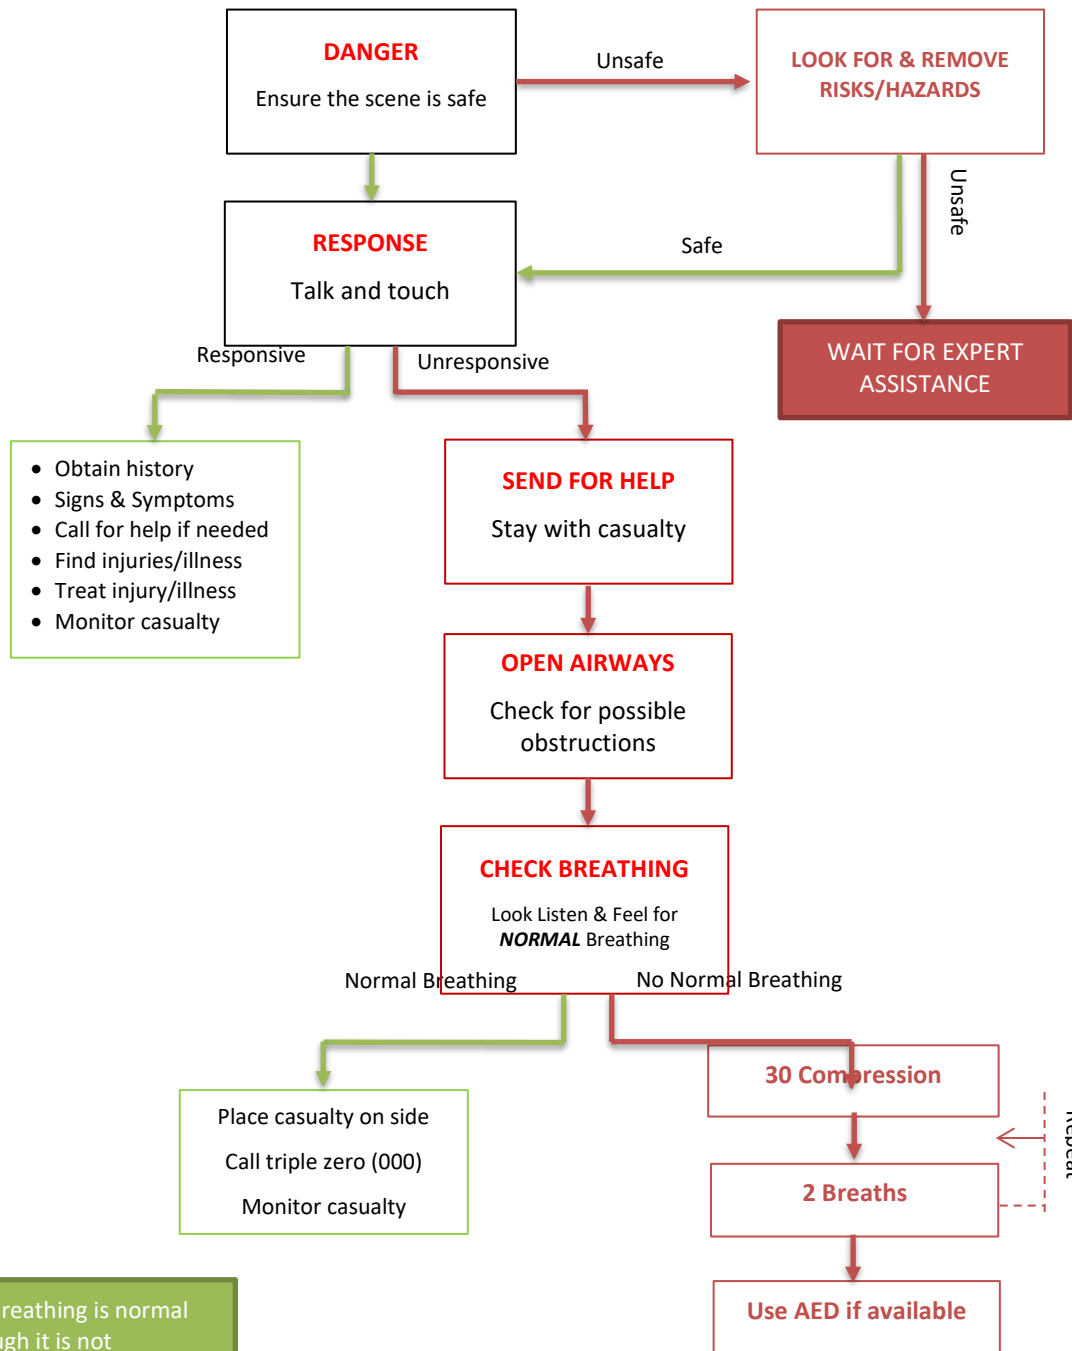 DANGER
Ensure the scene is safe
Unsafe
LOOK FOR & REMOVE
RISKS/HAZARDS
Unsafe
RESPONSE
Talk and touch
Safe
WAIT FOR EXPERT
ASSISTANCE
Responsive
Unresponsive
• Obtain history
• Signs & Symptoms
• Call for help if needed
• Find injuries/illness
• Treat injury/illness
• Monitor casualty
SEND FOR HELP
Stay with casualty
OPEN AIRWAYS
Check for possible
obstructions
CHECK BREATHING
Look Listen & Feel for
NORMAL Breathing
Normal Breathing
No Normal Breathing
Place casualty on side
Call triple zero (000)
Monitor casualty
30 Compression
Repeat
2 Breaths
Use AED if available
reathing is normal
ugh it is not